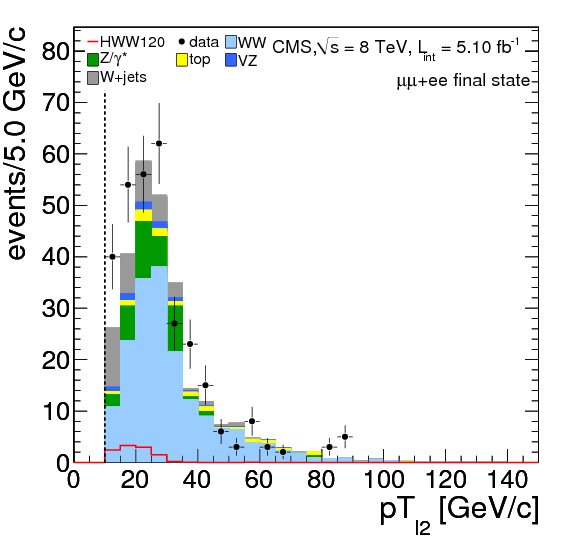 HWW120 data WW CMS,√s = 8 TeV, L_int = 5.10 fb⁻¹
Z/γ* top VZ
W+jets μμ+ee final state
events/5.0 GeV/c
80
70
60
50
40
30
20
10
0
0 20 40 60 80 100 120 140
pT_l2 [GeV/c]